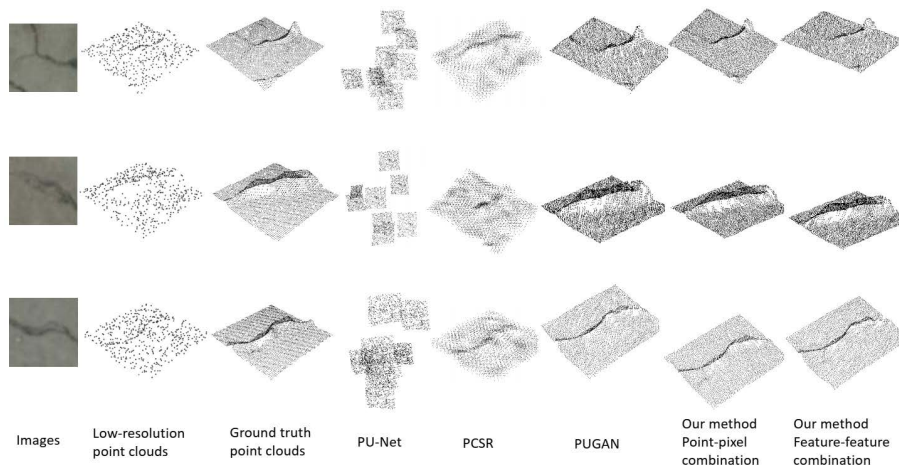 Images
Low-resolution
point clouds
Ground truth
point clouds
PU-Net
PCSR
PUGAN
Our method
Point-pixel
combination
Our method
Feature-feature
combination